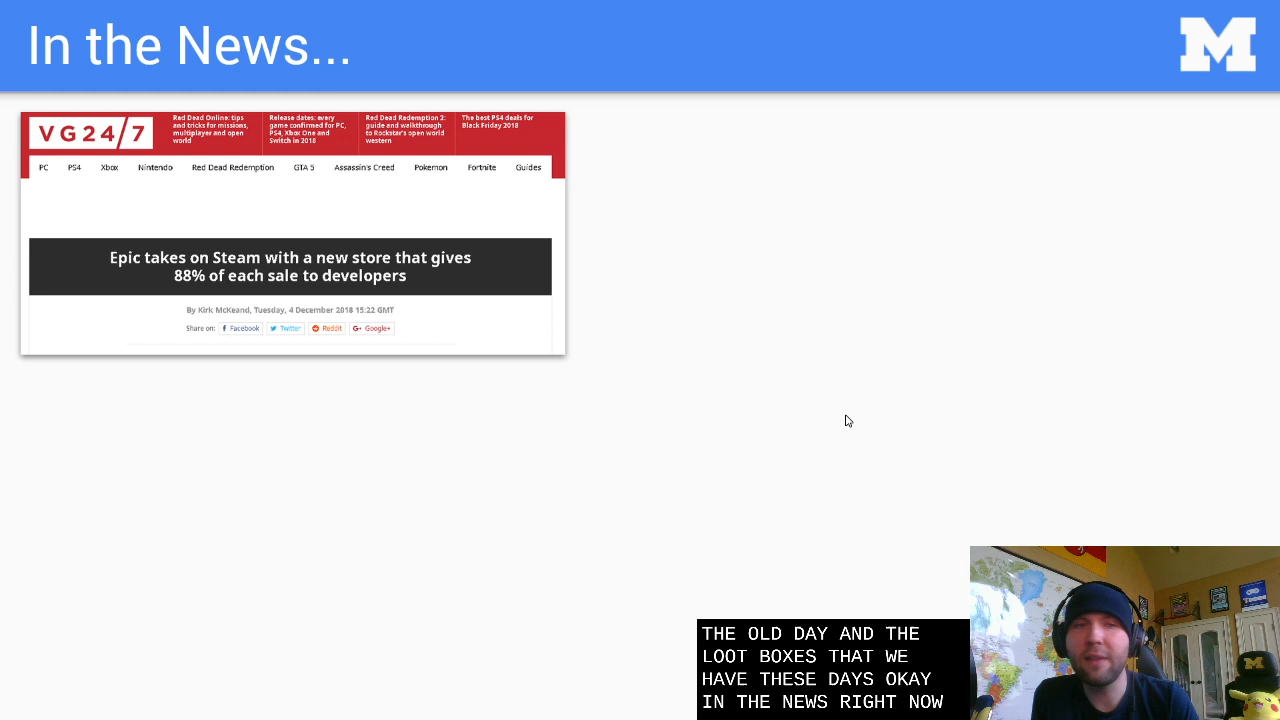 In the News...
M
VG24/7
Red Dead Online: tips
and tricks for missions,
multiplayer and open
world
Release dates: every
game confirmed for PC,
PS4, Xbox One and
Switch in 2018
Red Dead Redemption 2:
guide and walkthrough
to Rockstar's open world
western
The best PS4 deals for
Black Friday 2018
PC PS4 Xbox Nintendo Red Dead Redemption GTA 5 Assassin's Creed Pokemon Fortnite Guides
Epic takes on Steam with a new store that gives
88% of each sale to developers
By Kirk McKeand, Tuesday, 4 December 2018 15:22 GMT
Share on: Facebook Twitter Reddit Google+
THE OLD DAY AND THE
LOOT BOXES THAT WE
HAVE THESE DAYS OKAY
IN THE NEWS RIGHT NOW
M